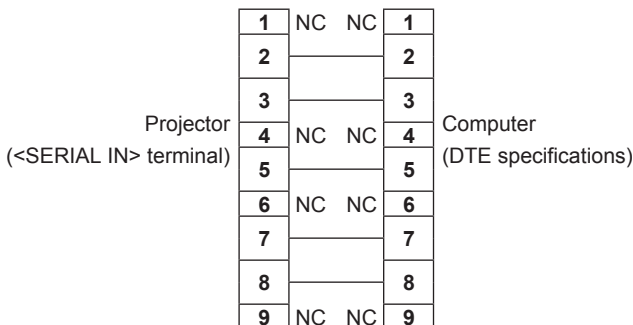 1 NC NC 1
2 2
3 3
Projector
(<SERIAL IN> terminal)
4 NC NC 4
Computer
(DTE specifications)
5 5
6 NC NC 6
7 7
8 8
9 NC NC 9